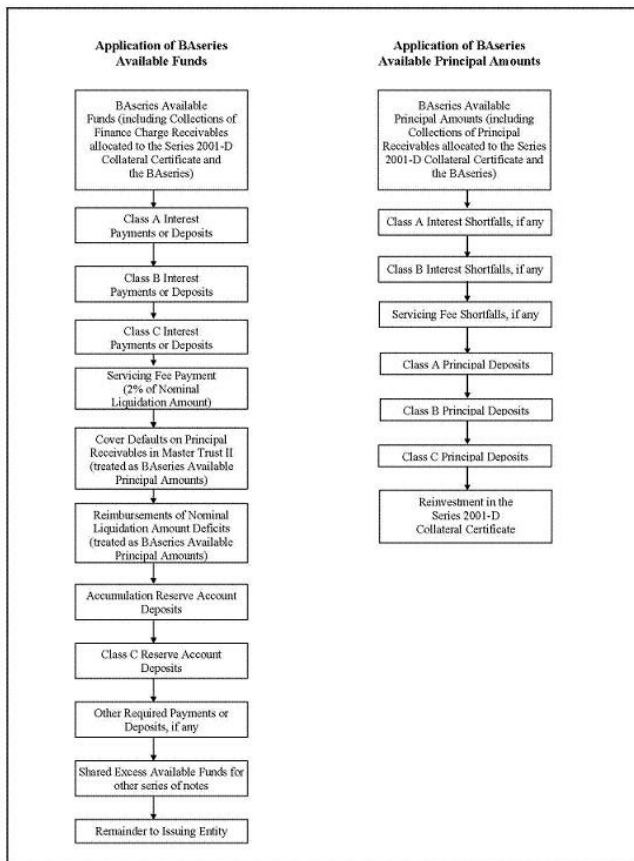 Application of BAseries
Available Funds
BAseries Available
Funds (including Collections of
Finance Charge Receivables
allocated to the Series 2001-D
Collateral Certificate and
the BAseries)
Class A Interest
Payments or Deposits
Class B Interest
Payments or Deposits
Class C Interest
Payments or Deposits
Servicing Fee Payment
(2% of Nominal
Liquidation Amount)
Cover Defaults on Principal
Receivables in Master Trust II
(treated as BAseries Available
Principal Amounts)
Reimbursements of Nominal
Liquidation Amount Deficits
(treated as BAseries Available
Principal Amounts)
Accumulation Reserve Account
Deposits
Class C Reserve Account
Deposits
Other Required Payments or
Deposits, if any
Shared Excess Available Funds for
other series of notes
Remainder to Issuing Entity
Application of BAseries
Available Principal Amounts
BAseries Available
Principal Amounts (including
Collections of Principal
Receivables allocated to the Series
2001-D Collateral Certificate and
the BAseries)
Class A Interest Shortfalls, if any
Class B Interest Shortfalls, if any
Servicing Fee Shortfalls, if any
Class A Principal Deposits
Class B Principal Deposits
Class C Principal Deposits
Reinvestment in the
Series 2001-D
Collateral Certificate